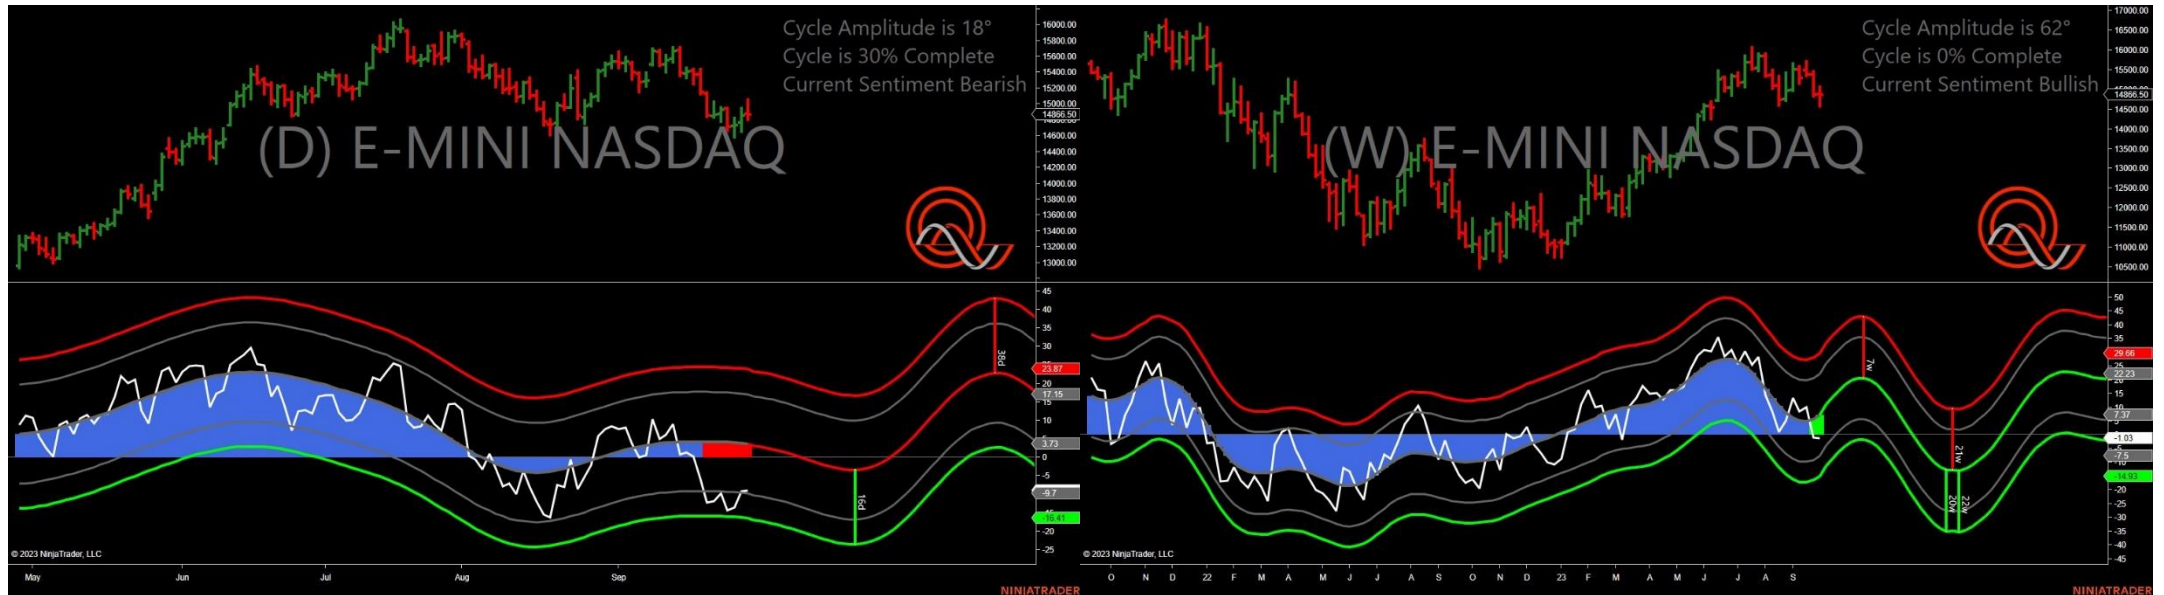 Cycle Amplitude is 18°
Cycle is 30% Complete
Current Sentiment Bearish
(D) E-MINI NASDAQ
16000.00
15800.00
15600.00
15400.00
15200.00
15000.00
14866.50
14600.00
14400.00
14200.00
14000.00
13800.00
13600.00
13400.00
13200.00
13000.00
45
40
35
30
23.87
20
17.15
15
10
3.73
0
-5
-9.7
-16.41
-20
-25
38d
16d
© 2023 NinjaTrader, LLC
May
Jun
Jul
Aug
Sep
NINJATRADER
Cycle Amplitude is 62°
Cycle is 0% Complete
Current Sentiment Bullish
(W) E-MINI NASDAQ
17000.00
16500.00
16000.00
15500.00
14866.50
14500.00
14000.00
13500.00
13000.00
12500.00
12000.00
11500.00
11000.00
10500.00
50
45
40
35
29.66
22.23
20
15
10
7.37
-1.03
-7.5
-14.93
-20
-25
-30
-35
-40
-45
7w
21w
20w
22w
© 2023 NinjaTrader, LLC
O N D 22 F M A M J J A S O N D 23 F M A M J J A S
NINJATRADER